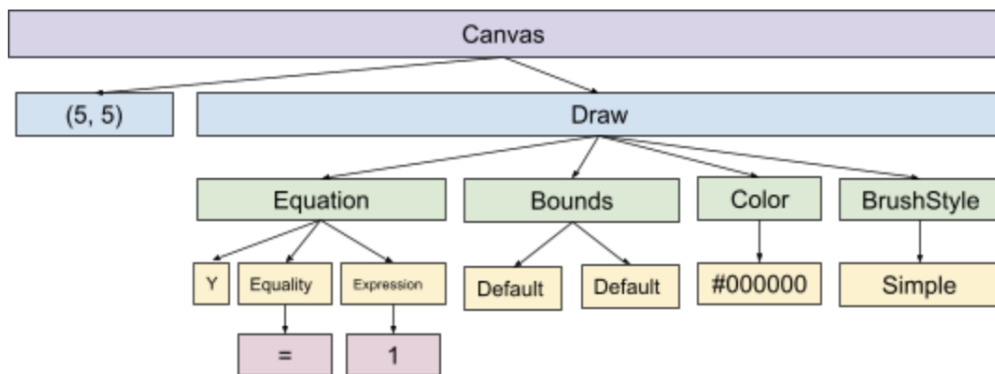 Canvas
(5, 5)
Draw
Equation
Bounds
Color
BrushStyle
Y
Equality
Expression
Default
Default
#000000
Simple
=
1